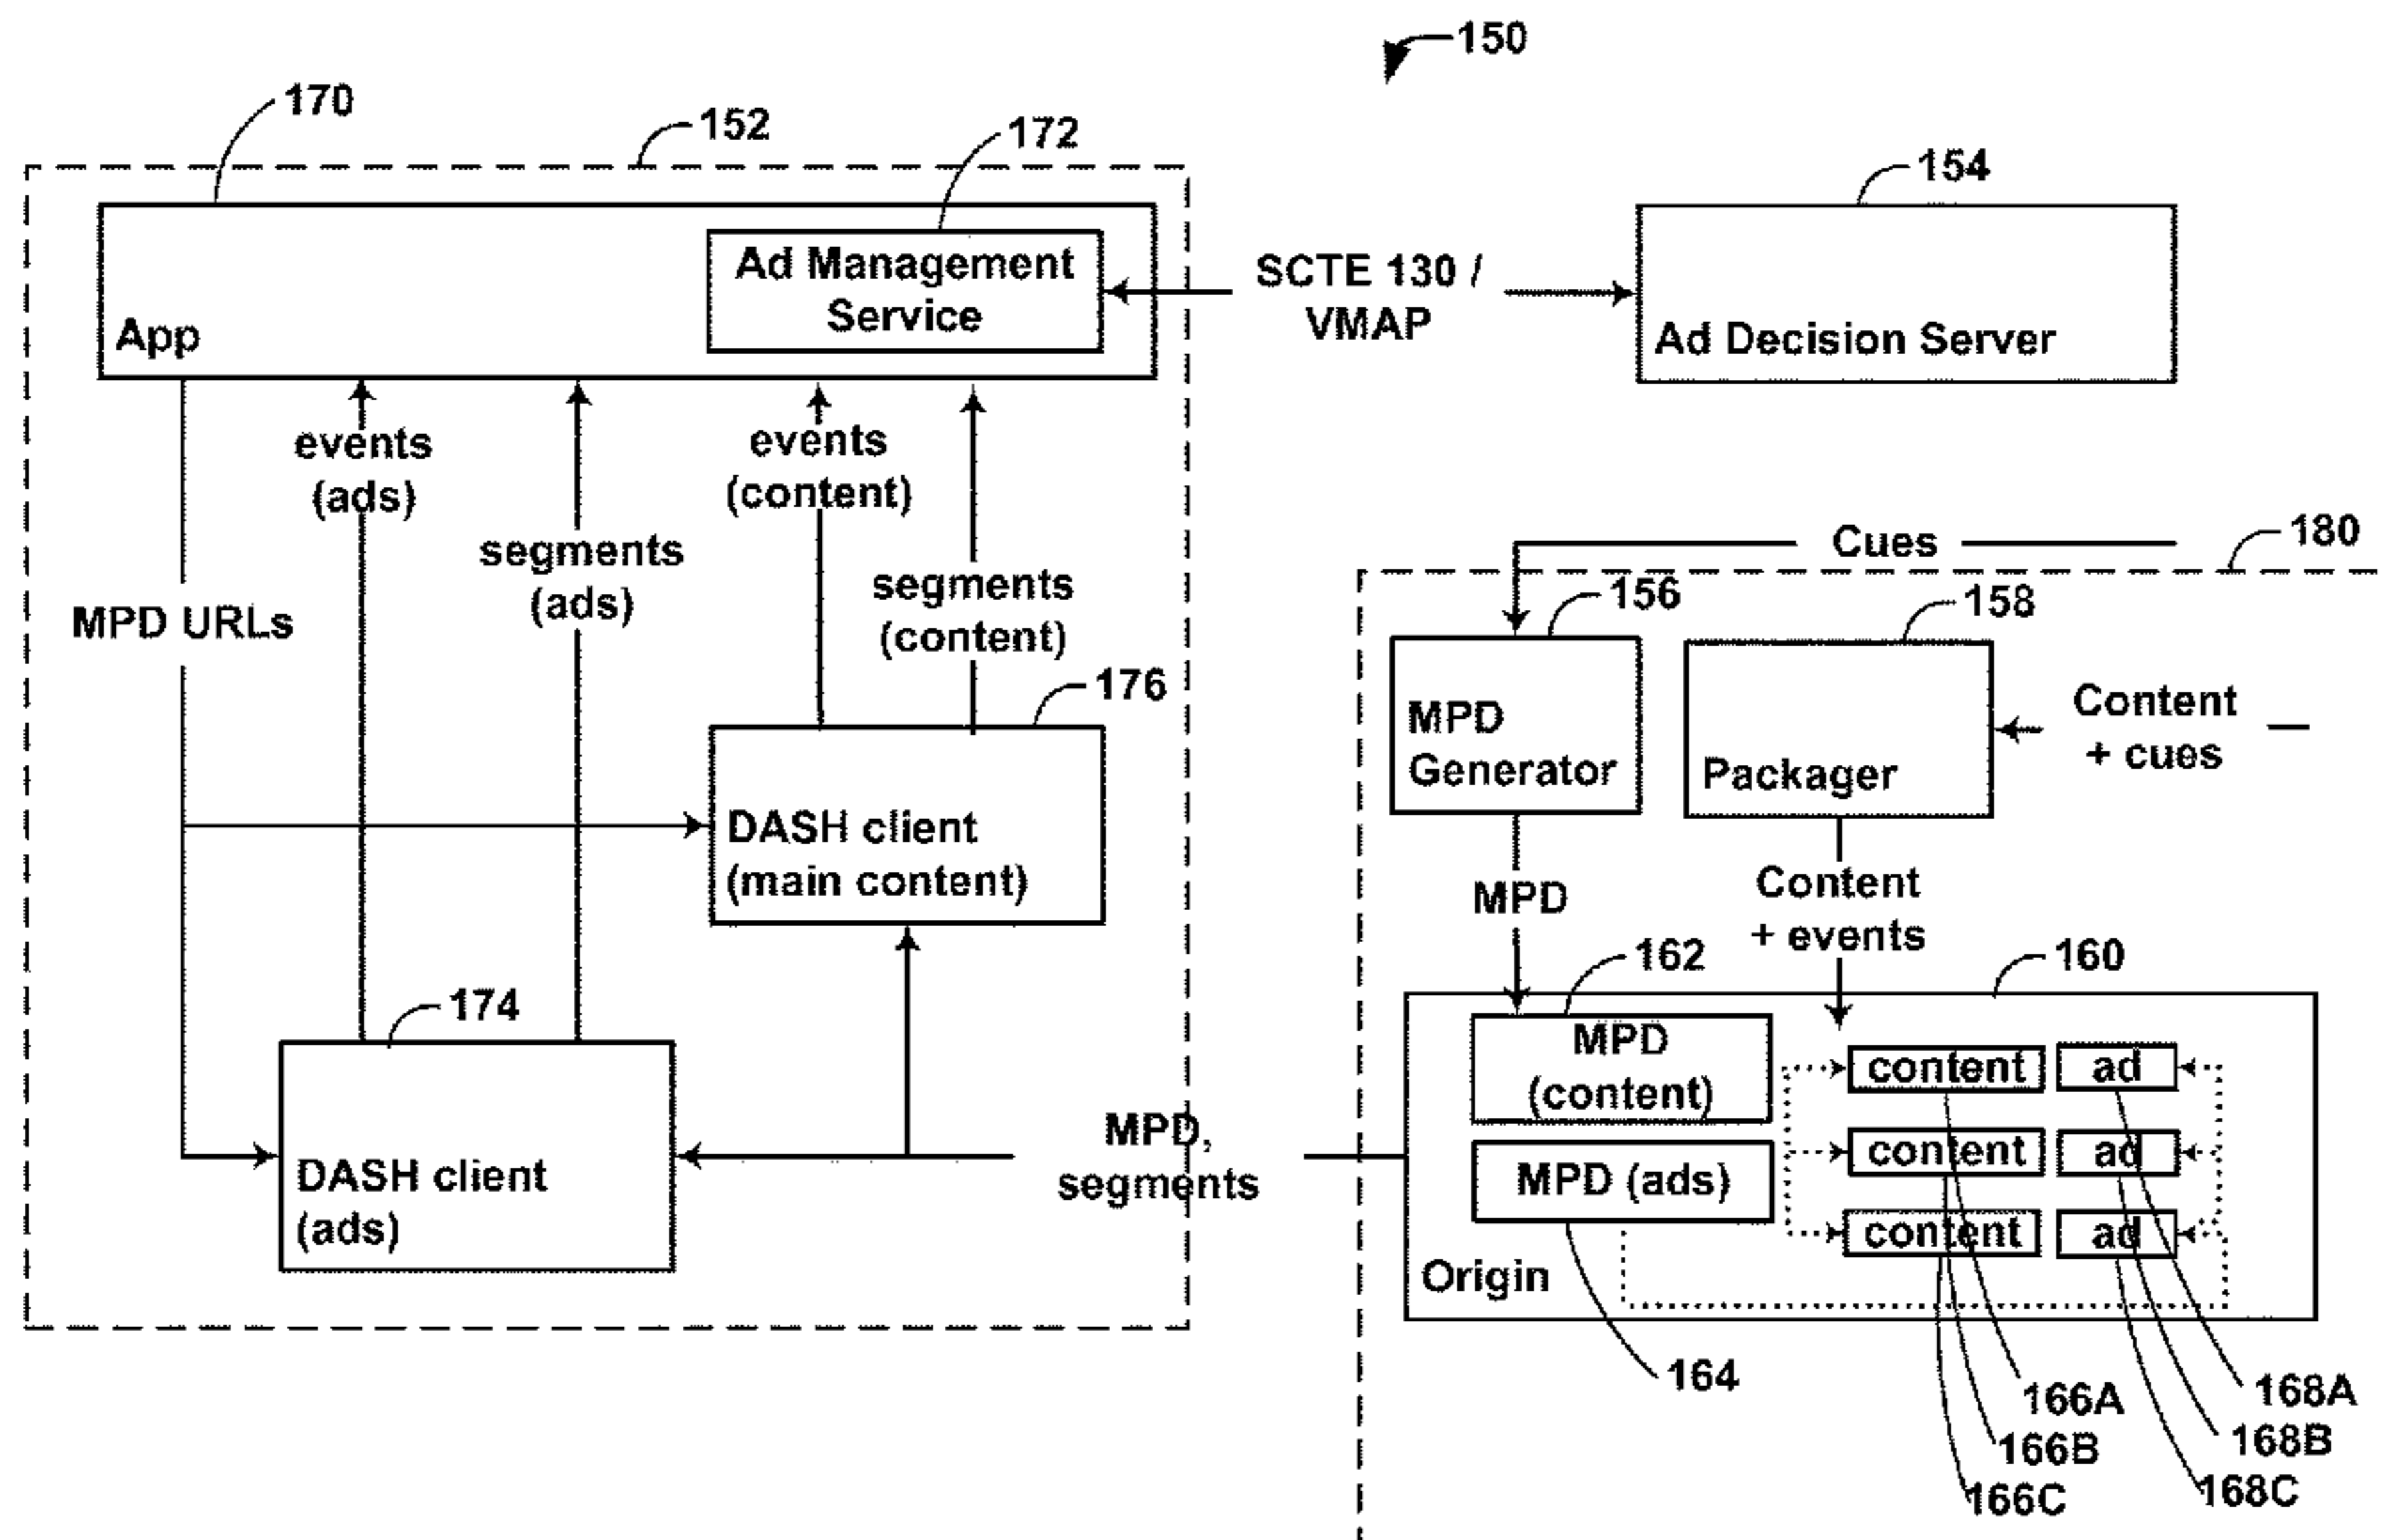 150
170
152
172
154
Ad Management
Service
App
SCTE 130 /
VMAP
Ad Decision Server
events
(ads)
segments
(ads)
events
(content)
segments
(content)
MPD URLs
Cues
180
156
158
176
MPD
Generator
Packager
Content
+ cues
DASH client
(main content)
MPD
Content
+ events
162
160
174
MPD
(content)
content
ad
content
ad
content
ad
MPD (ads)
Origin
DASH client
(ads)
MPD,
segments
164
166A
166B
166C
168A
168B
168C